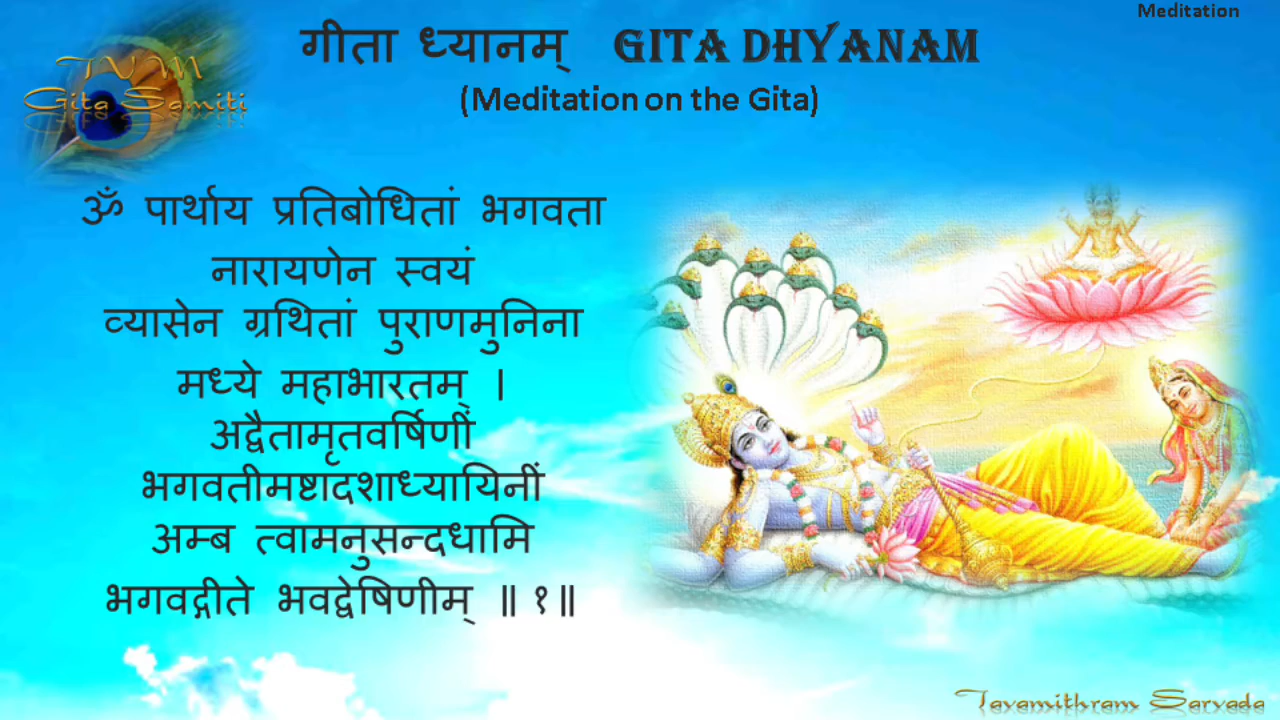 Meditation
गीता ध्यानम् GITA DHYANAM
(Meditation on the Gita)
TVM
Gita Samiti
ॐ पार्थाय प्रतिबोधितां भगवता
नारायणेन स्वयं
व्यासेन ग्रथितां पुराणमुनिना
मध्ये महाभारतम् ।
अद्वैतामृतवर्षिणीं
भगवतीमष्टादशाध्यायिनीं
अम्ब त्वामनुसन्दधामि
भगवद्गीते भवद्वेषिणीम् ॥ १॥
Tavamithram Sarvada